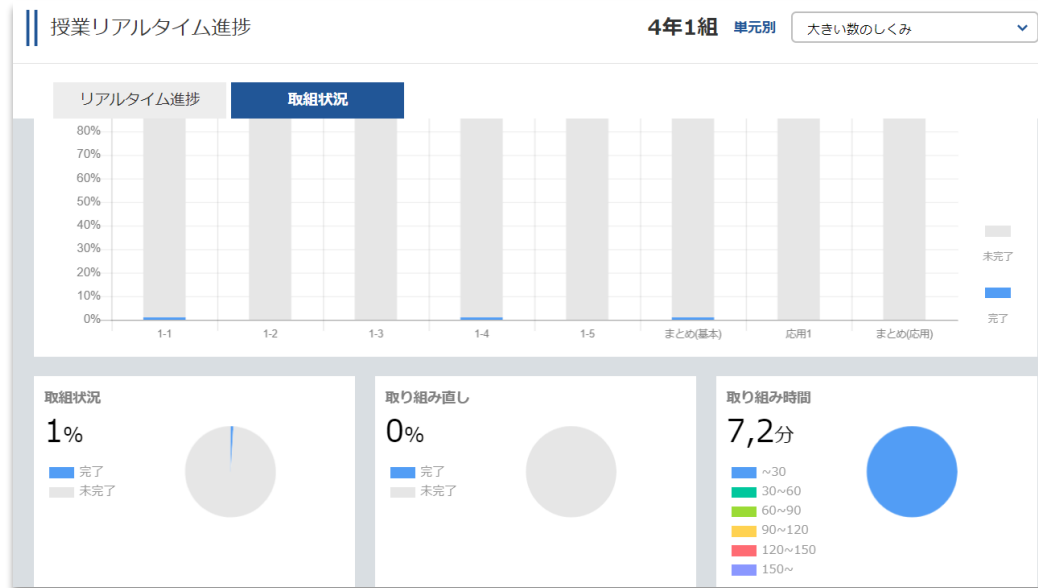 授業リアルタイム進捗
4年1組 単元別 大きい数のしくみ
リアルタイム進捗 取組状況
80%
70%
60%
50%
40%
30%
20%
10%
0%
1-1 1-2 1-3 1-4 1-5 まとめ(基本) 応用1 まとめ(応用)
未完了
完了
取組状況
1%
完了
未完了
取り組み直し
0%
完了
未完了
取り組み時間
7,2分
~30
30~60
60~90
90~120
120~150
150~